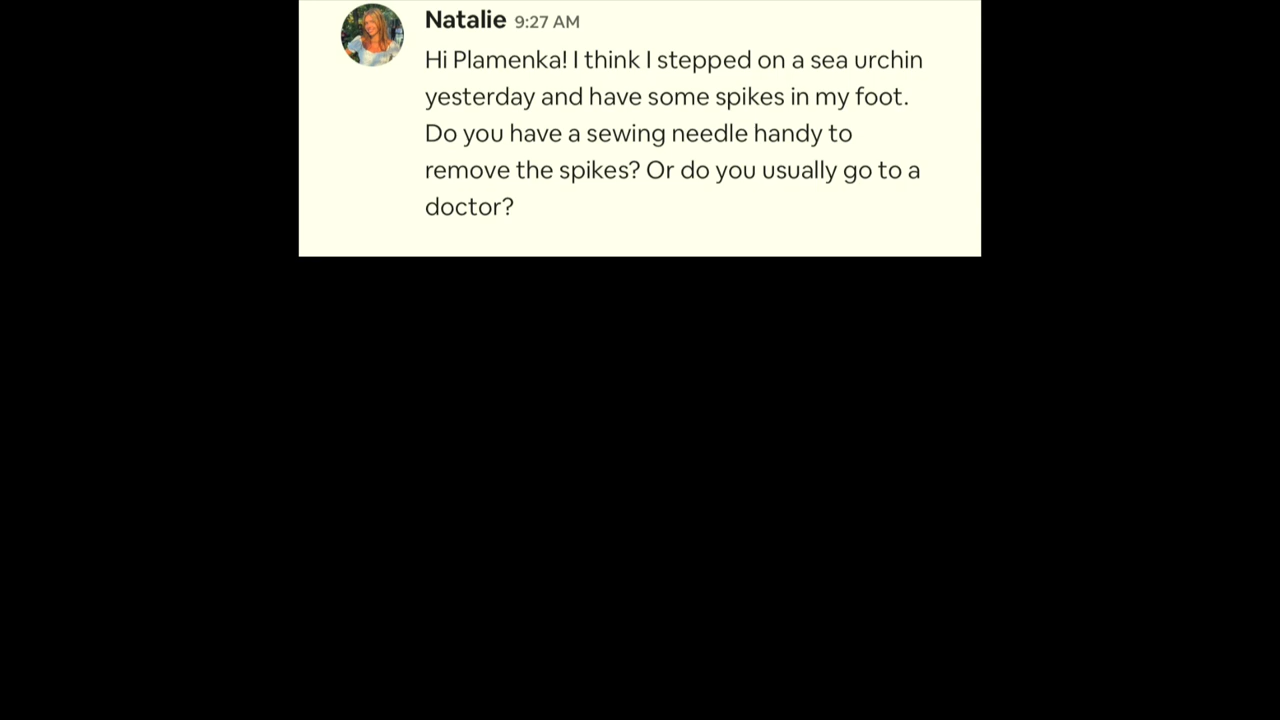 Natalie 9:27 AM
Hi Plamenka! I think I stepped on a sea urchin
yesterday and have some spikes in my foot.
Do you have a sewing needle handy to
remove the spikes? Or do you usually go to a
doctor?